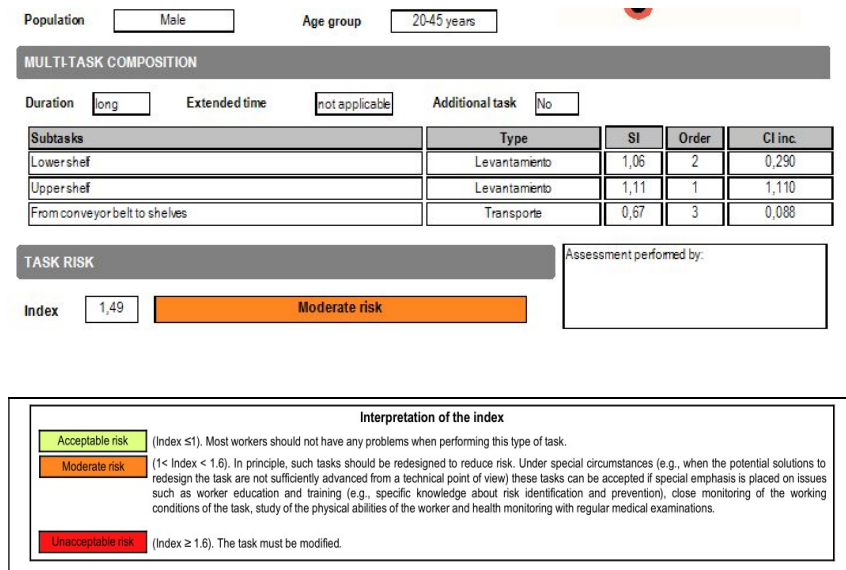 Population Male Age group 20-45 years
MULTI-TASK COMPOSITION
Duration long Extended time not applicable Additional task No
Subtasks Type SI Order CI inc.
Lower shelf Levantamiento 1,06 2 0,290
Upper shelf Levantamiento 1,11 1 1,110
From conveyor belt to shelves Transporte 0,67 3 0,088
TASK RISK
Assessment performed by:
Index 1,49 Moderate risk
Interpretation of the index
Acceptable risk (Index ≤1). Most workers should not have any problems when performing this type of task.
Moderate risk (1< Index < 1.6). In principle, such tasks should be redesigned to reduce risk. Under special circumstances (e.g., when the potential solutions to
redesign the task are not sufficiently advanced from a technical point of view) these tasks can be accepted if special emphasis is placed on issues
such as worker education and training (e.g., specific knowledge about risk identification and prevention), close monitoring of the working
conditions of the task, study of the physical abilities of the worker and health monitoring with regular medical examinations.
Unacceptable risk (Index ≥ 1.6). The task must be modified.